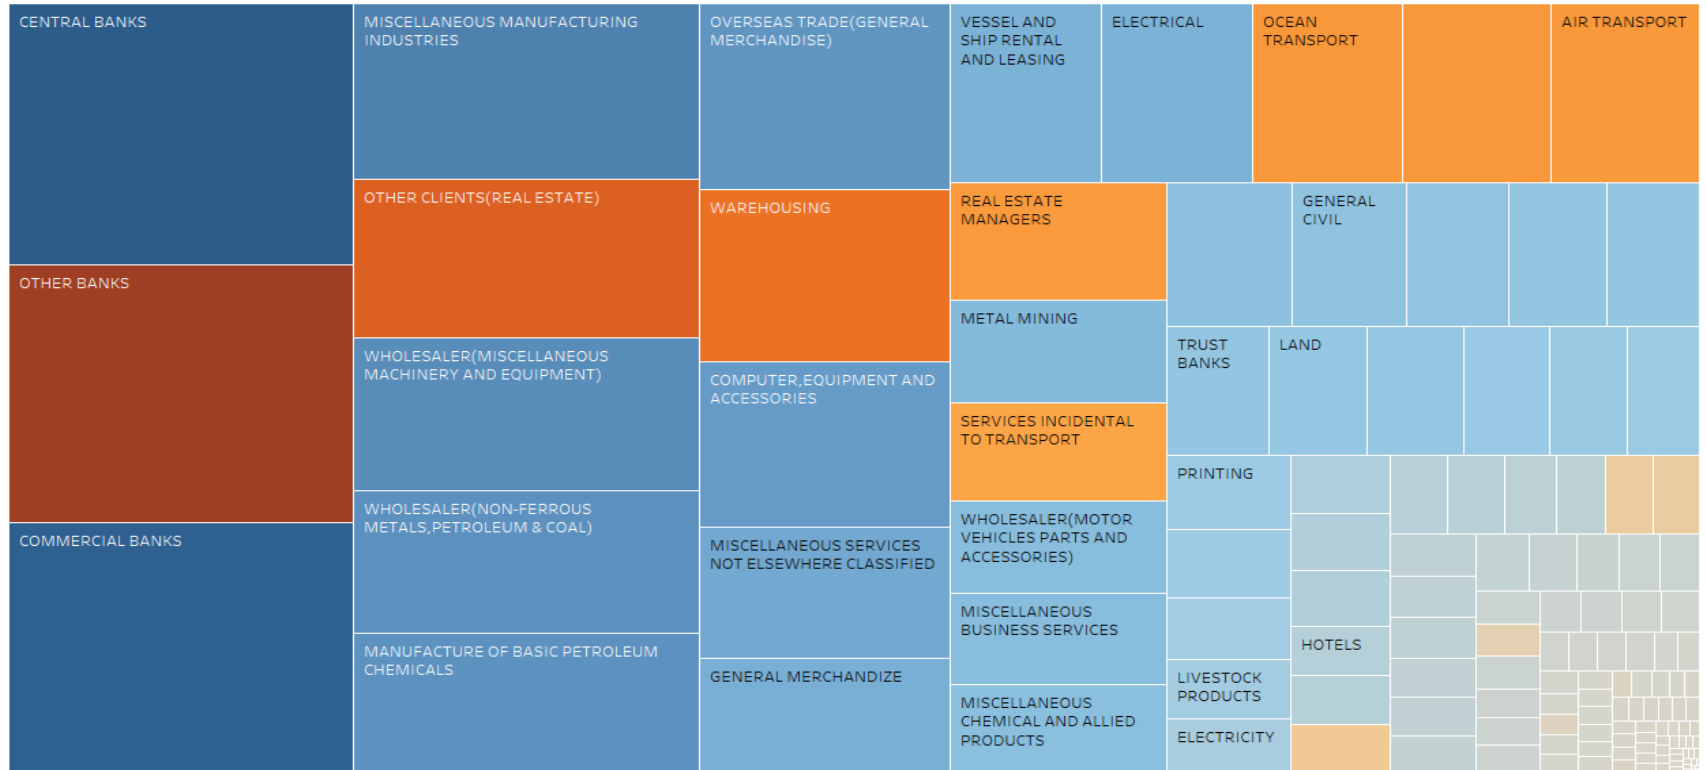 CENTRAL BANKS
OTHER BANKS
COMMERCIAL BANKS
MISCELLANEOUS MANUFACTURING
INDUSTRIES
OTHER CLIENTS(REAL ESTATE)
WHOLESALER(MISCELLANEOUS
MACHINERY AND EQUIPMENT)
WHOLESALER(NON-FERROUS
METALS,PETROLEUM & COAL)
MANUFACTURE OF BASIC PETROLEUM
CHEMICALS
OVERSEAS TRADE(GENERAL
MERCHANDISE)
WAREHOUSING
COMPUTER,EQUIPMENT AND
ACCESSORIES
MISCELLANEOUS SERVICES
NOT ELSEWHERE CLASSIFIED
GENERAL MERCHANDIZE
VESSEL AND
SHIP RENTAL
AND LEASING
ELECTRICAL
OCEAN
TRANSPORT
AIR TRANSPORT
REAL ESTATE
MANAGERS
METAL MINING
SERVICES INCIDENTAL
TO TRANSPORT
WHOLESALER(MOTOR
VEHICLES PARTS AND
ACCESSORIES)
MISCELLANEOUS
BUSINESS SERVICES
MISCELLANEOUS
CHEMICAL AND ALLIED
PRODUCTS
GENERAL
CIVIL
TRUST
BANKS
LAND
PRINTING
HOTELS
LIVESTOCK
PRODUCTS
ELECTRICITY